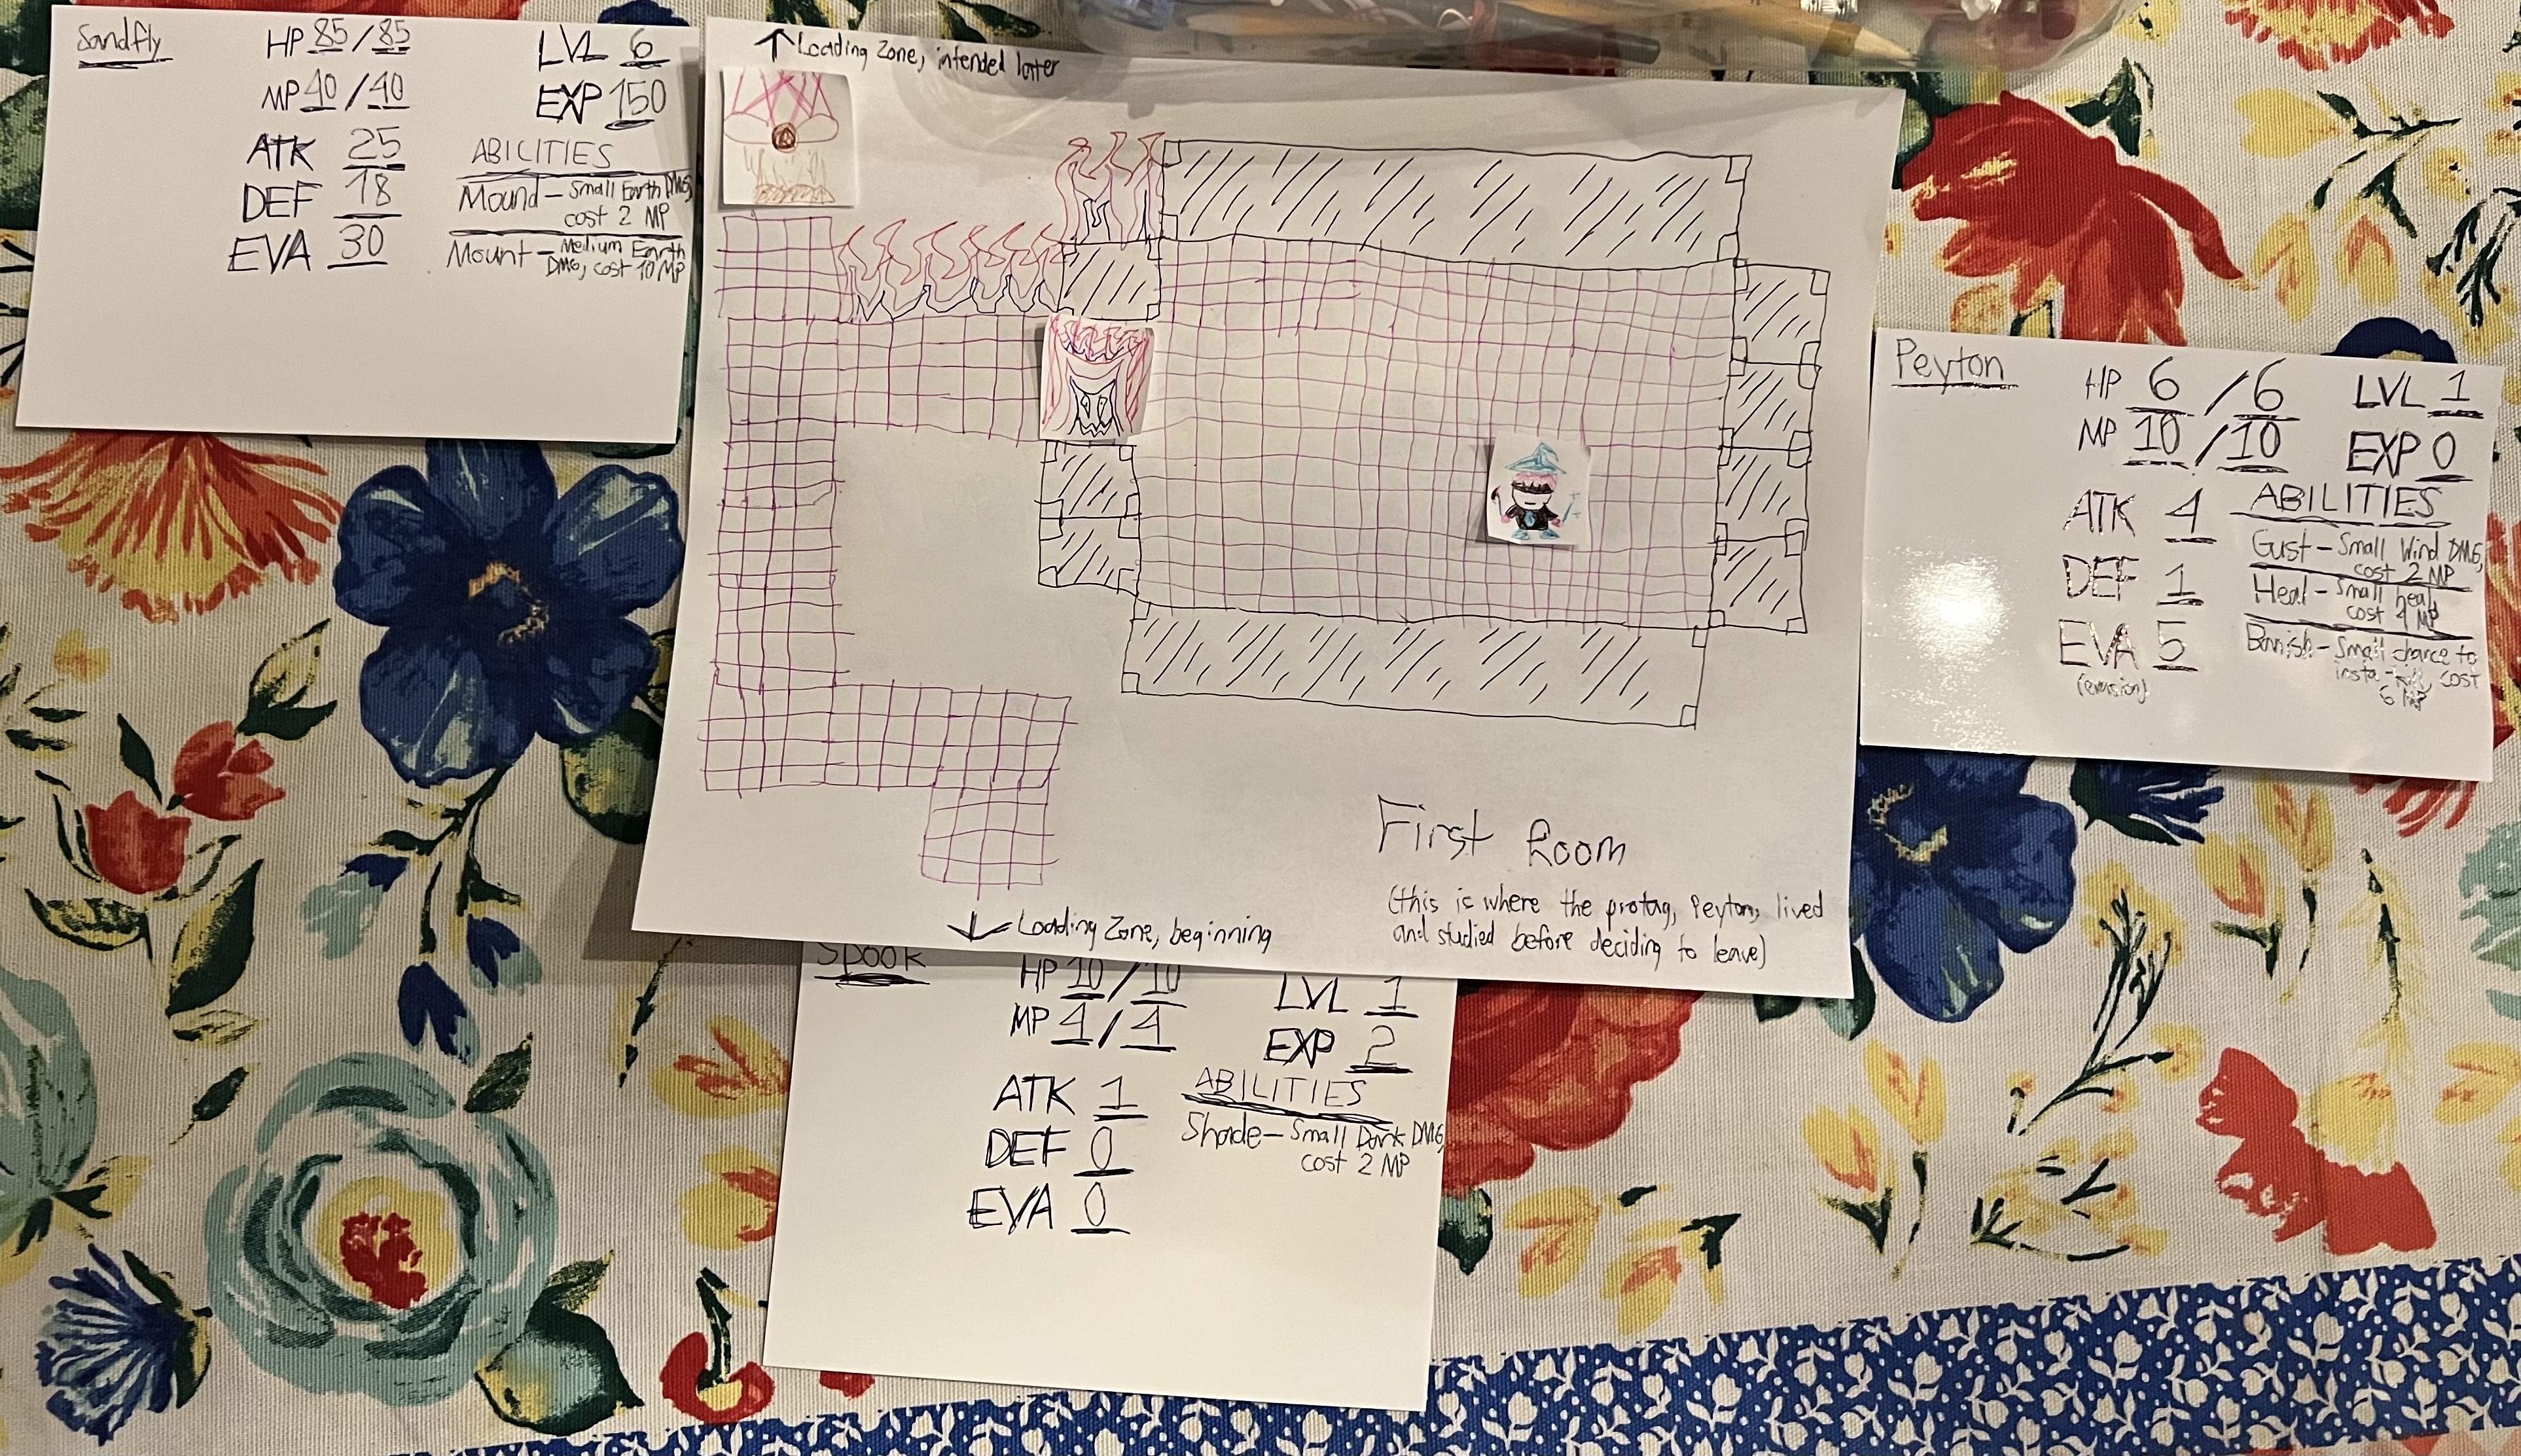 Sandfly
HP 85/85
LVL 6
MP 40/40
EXP 150
ATK 25
DEF 18
EVA 30
ABILITIES
Mound - Small Earth DMG,
cost 2 MP
Mount - Medium Earth
DMG, cost 10 MP
↑ Loading Zone, intended later
Peyton
HP 6/6
LVL 1
MP 10/10
EXP 0
ATK 4
DEF 1
EVA 5
(evasion)
ABILITIES
Gust - Small Wind DMG,
cost 2 MP
Heal - Small heal,
cost 4 MP
Banish - Small chance to
insta-kill, cost
6 MP
First Room
(this is where the protag, Peyton, lived
and studied before deciding to leave)
↓ Loading Zone, beginning
Spook
HP 10/10
LVL 1
MP 4/4
EXP 2
ATK 1
DEF 0
EVA 0
ABILITIES
Shade - Small Dark DMG,
cost 2 MP